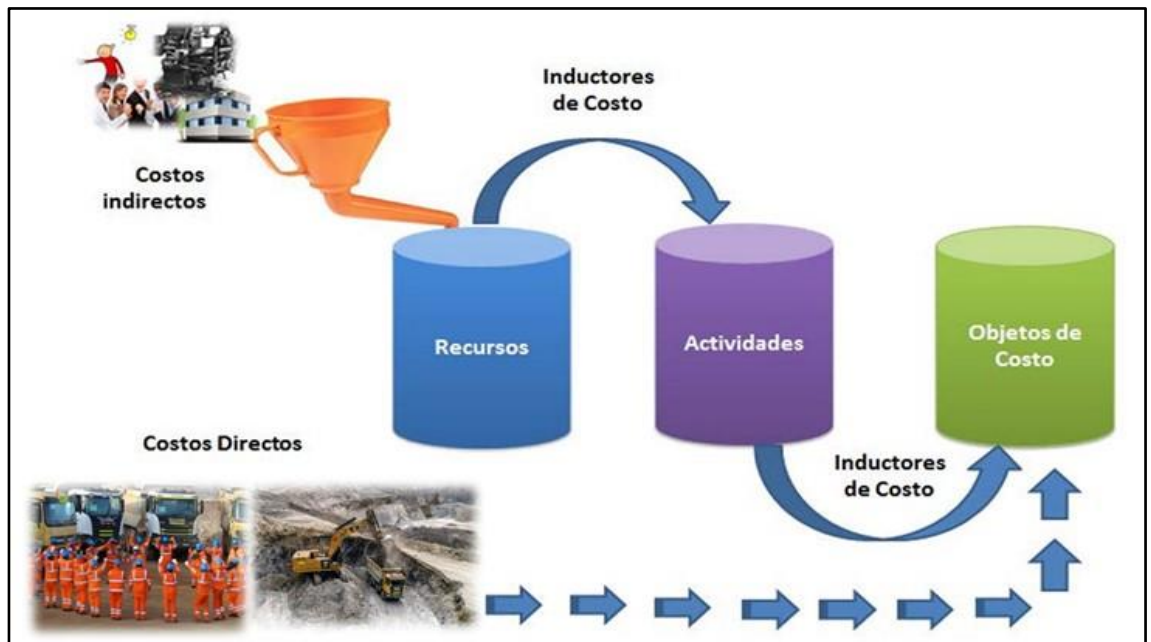 Inductores
de Costo
Costos
indirectos
Recursos
Actividades
Objetos de
Costo
Costos Directos
Inductores
de Costo